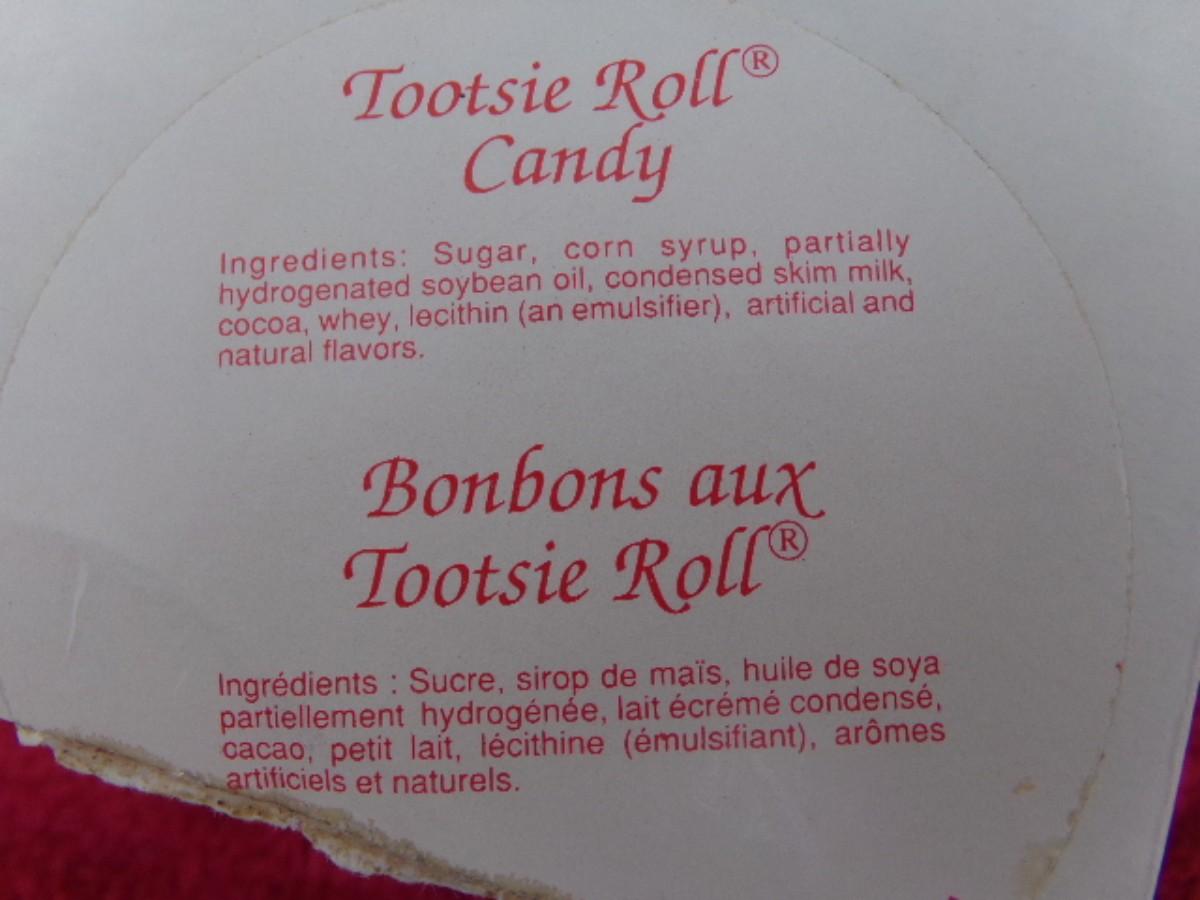 Tootsie Roll®
Candy
Ingredients: Sugar, corn syrup, partially
hydrogenated soybean oil, condensed skim milk,
cocoa, whey, lecithin (an emulsifier), artificial and
natural flavors.
Bonbons aux
Tootsie Roll®
Ingrédients : Sucre, sirop de maïs, huile de soya
partiellement hydrogénée, lait écrémé condensé,
cacao, petit lait, lécithine (émulsifiant), arômes
artificiels et naturels.